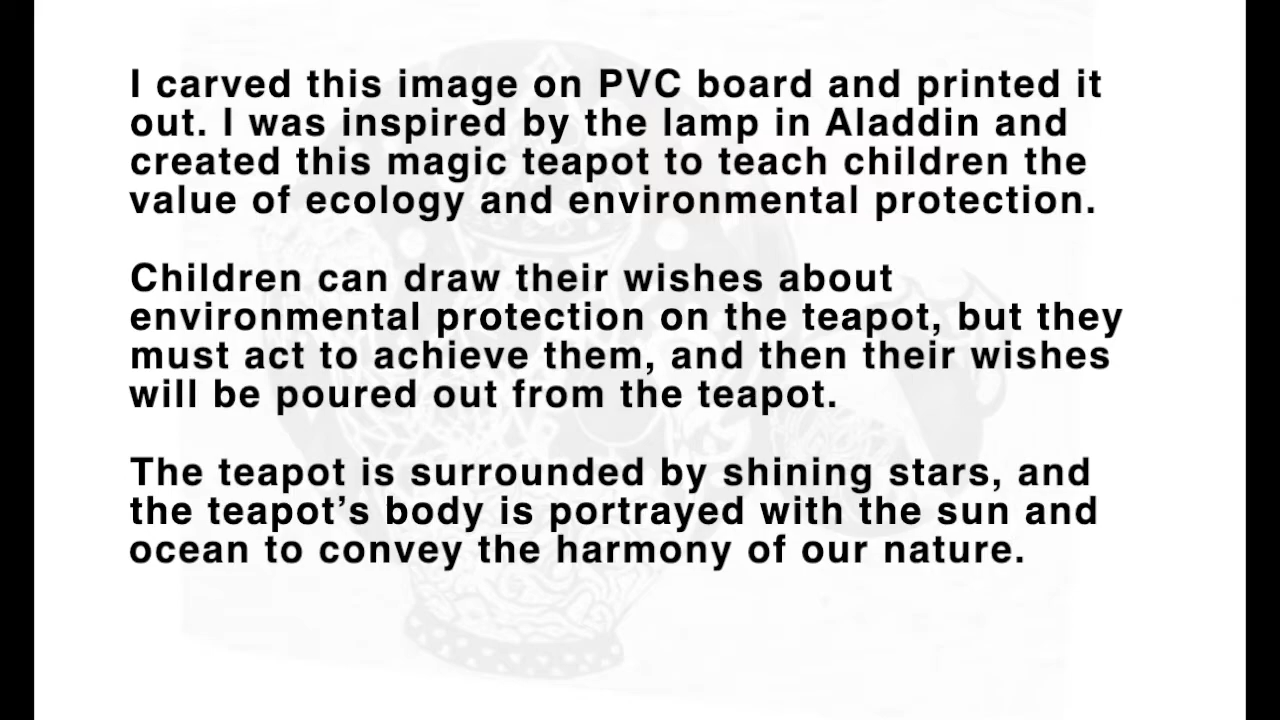 I carved this image on PVC board and printed it
out. I was inspired by the lamp in Aladdin and
created this magic teapot to teach children the
value of ecology and environmental protection.
Children can draw their wishes about
environmental protection on the teapot, but they
must act to achieve them, and then their wishes
will be poured out from the teapot.
The teapot is surrounded by shining stars, and
the teapot’s body is portrayed with the sun and
ocean to convey the harmony of our nature.